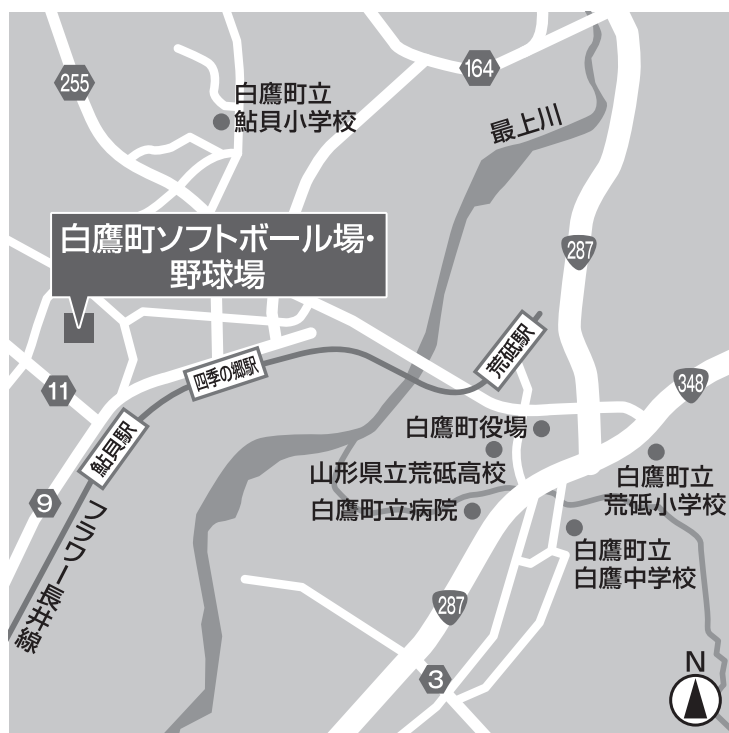 255
164
白鷹町立
鮎貝小学校
最上川
白鷹町ソフトボール場・
野球場
287
荒砥駅
四季の郷駅
348
11
鮎貝駅
白鷹町役場
山形県立荒砥高校
白鷹町立
荒砥小学校
白鷹町立病院
9
フラワー長井線
白鷹町立
白鷹中学校
287
3
N